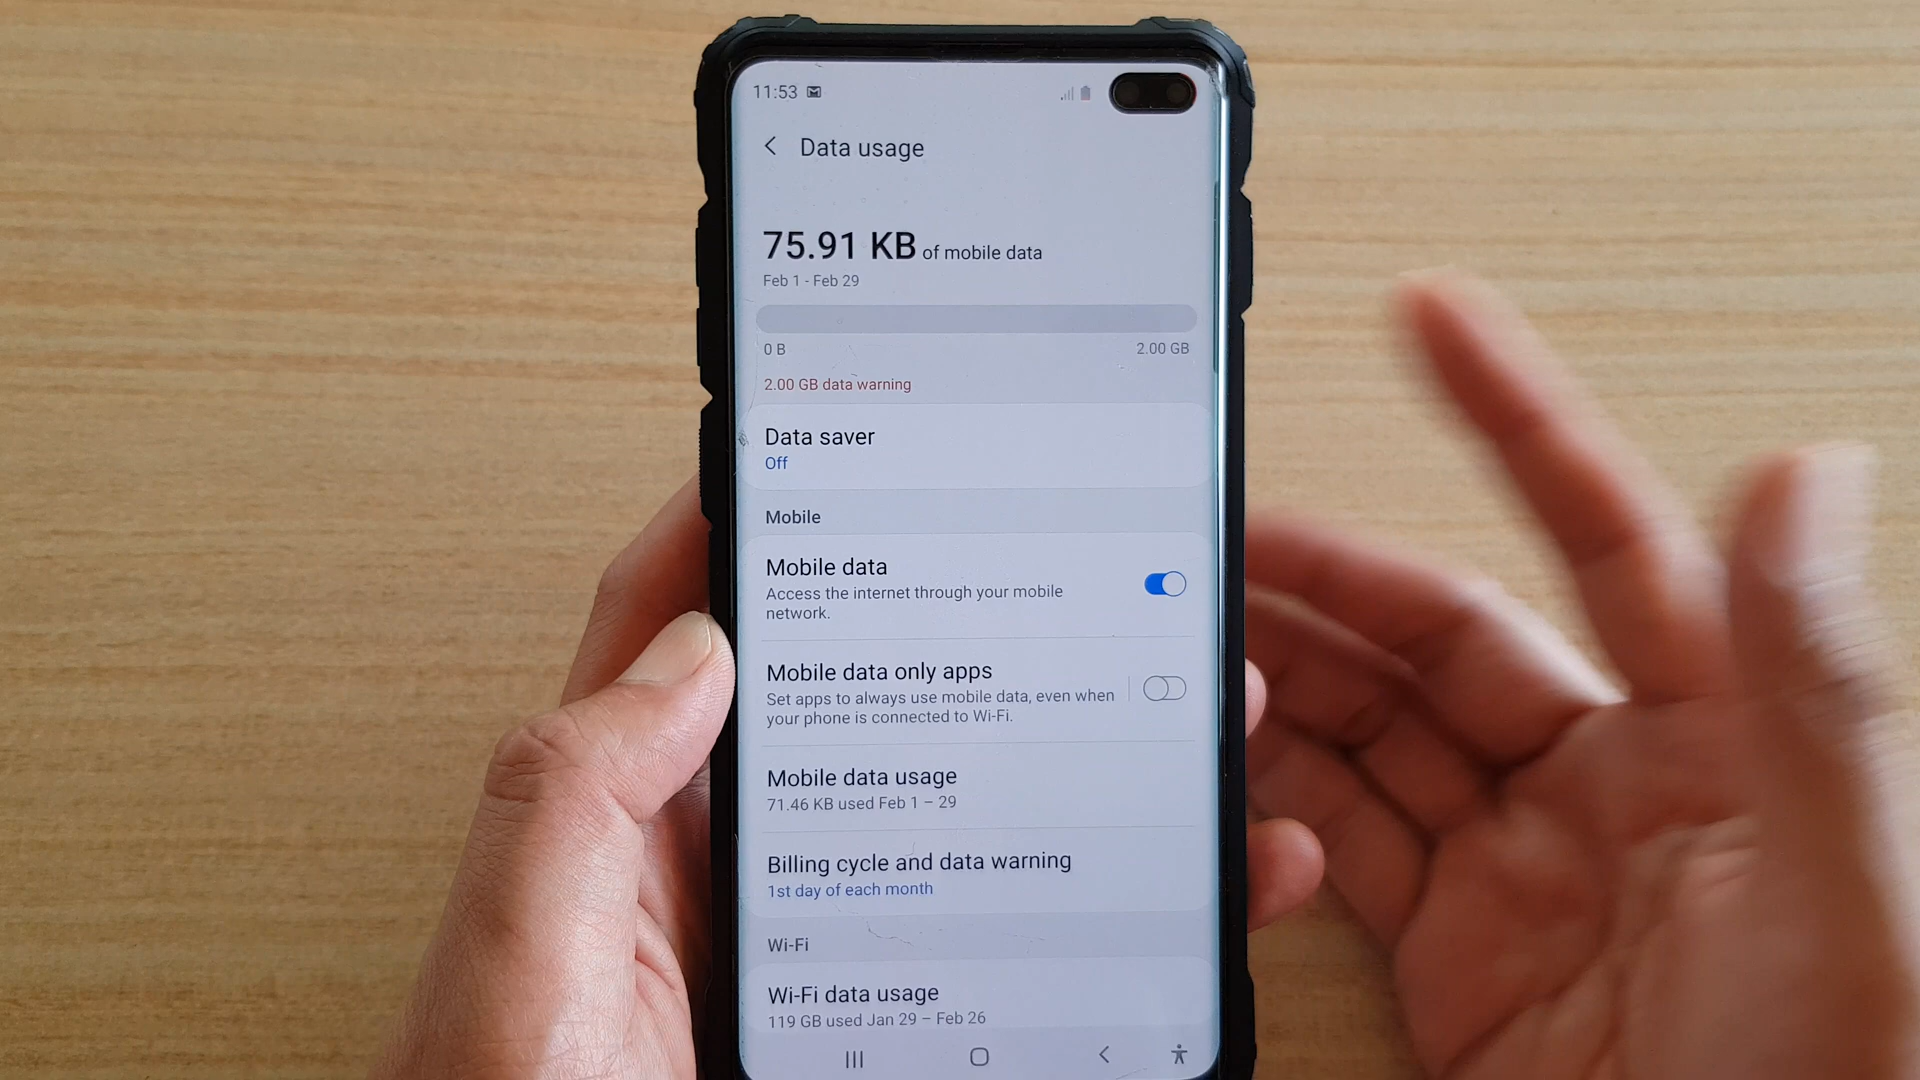 11:53
Data usage
75.91 KB of mobile data
Feb 1 - Feb 29
0 B 2.00 GB
2.00 GB data warning
Data saver
Off
Mobile
Mobile data
Access the internet through your mobile
network.
Mobile data only apps
Set apps to always use mobile data, even when
your phone is connected to Wi-Fi.
Mobile data usage
71.46 KB used Feb 1 – 29
Billing cycle and data warning
1st day of each month
Wi-Fi
Wi-Fi data usage
119 GB used Jan 29 – Feb 26